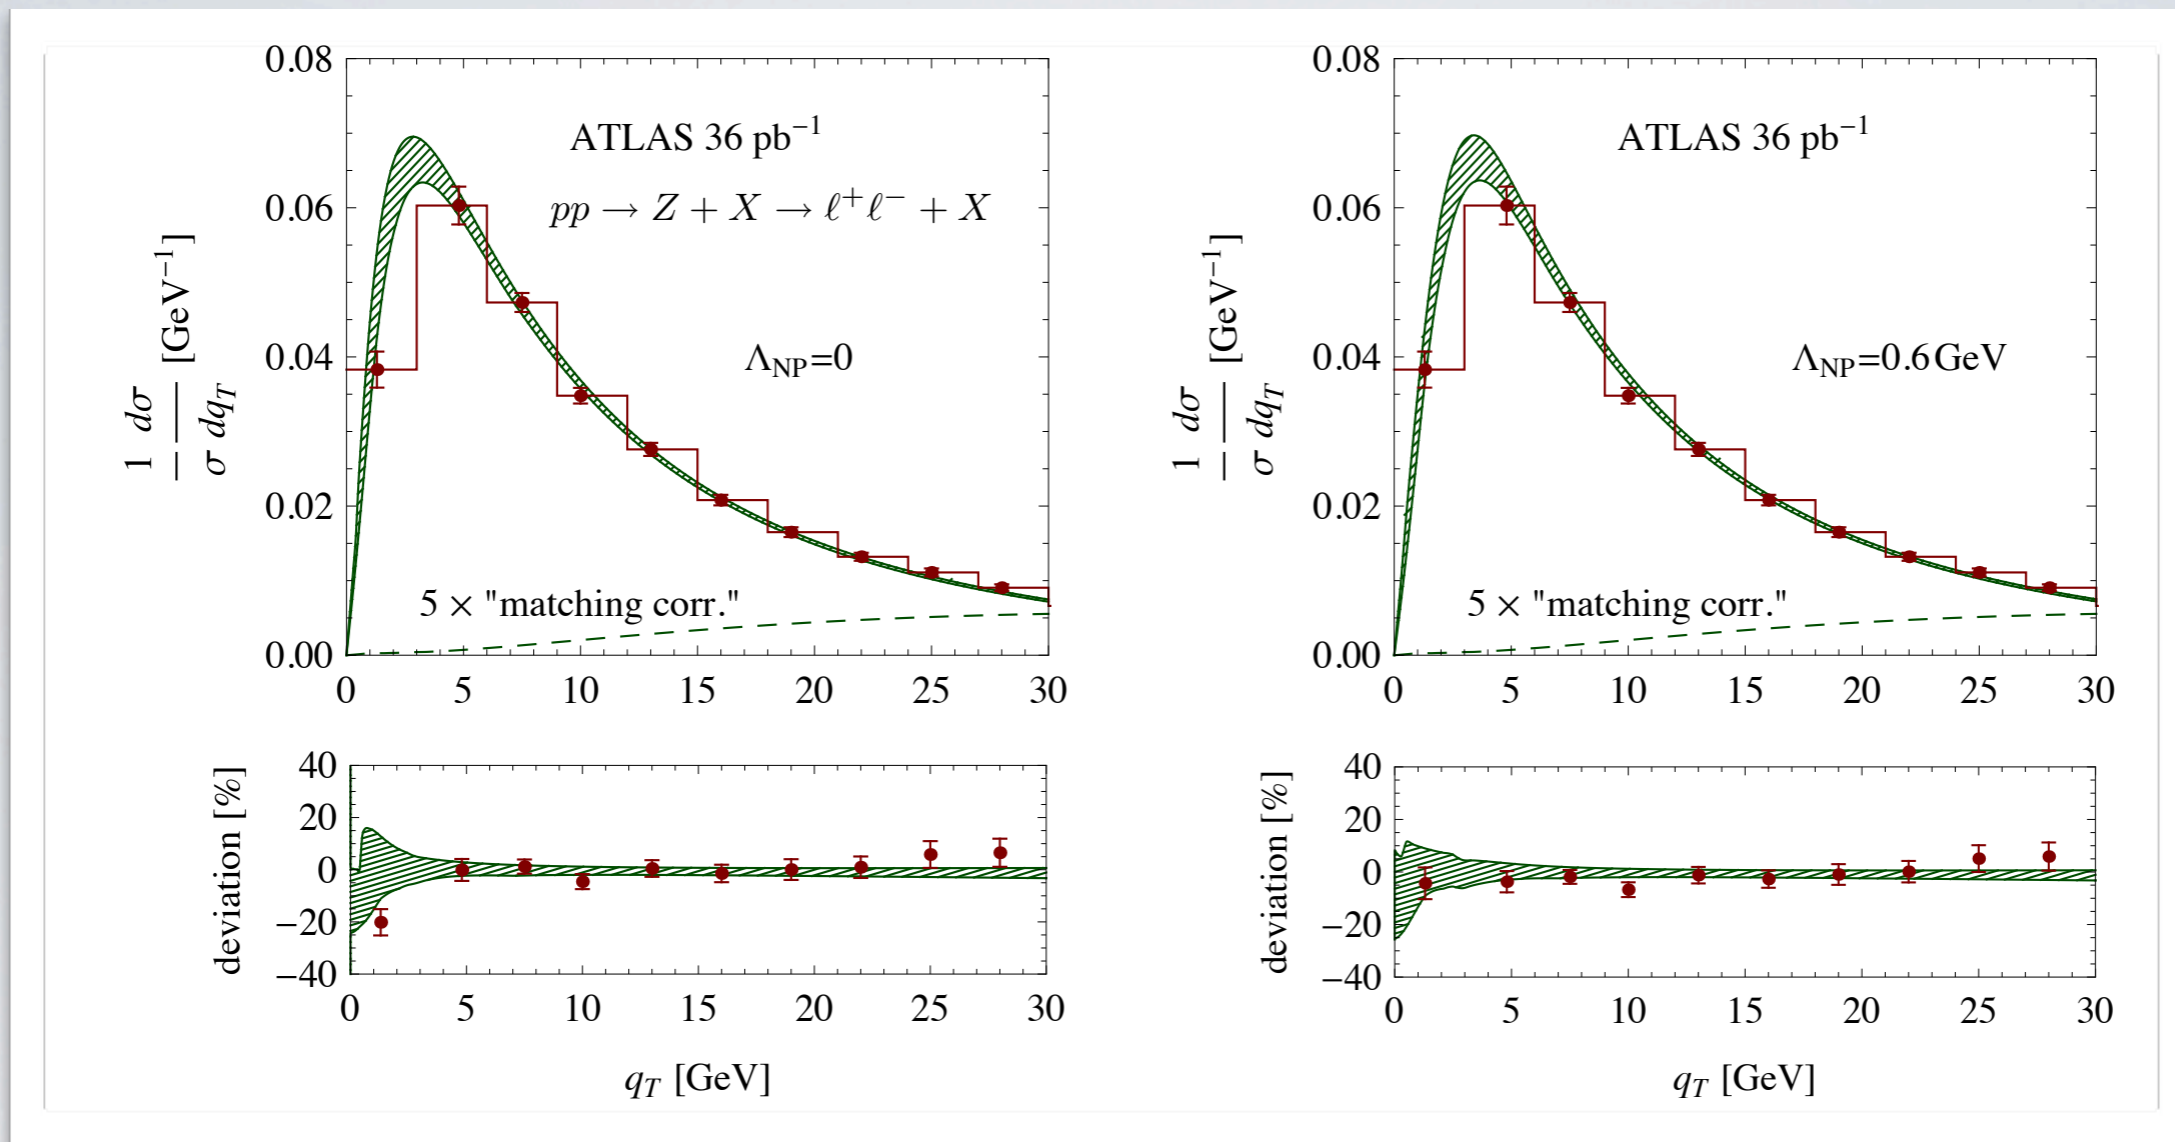 0.08
0.06
0.04
0.02
0.00
1 dσ
σ dq_T [GeV⁻¹]
ATLAS 36 pb⁻¹
pp → Z + X → ℓ⁺ℓ⁻ + X
Λ_NP=0
5 × "matching corr."
0 5 10 15 20 25 30
40
20
0
−20
−40
deviation [%]
0 5 10 15 20 25 30
q_T [GeV]
0.08
0.06
0.04
0.02
0.00
1 dσ
σ dq_T [GeV⁻¹]
ATLAS 36 pb⁻¹
Λ_NP=0.6 GeV
5 × "matching corr."
0 5 10 15 20 25 30
40
20
0
−20
−40
deviation [%]
0 5 10 15 20 25 30
q_T [GeV]